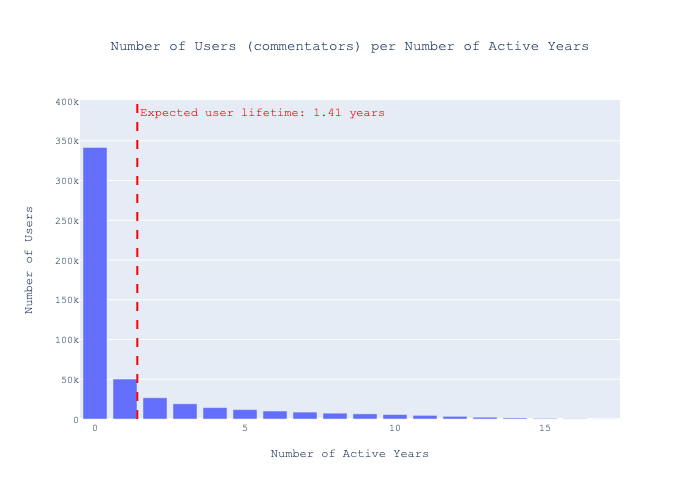 Number of Users (commentators) per Number of Active Years
Expected user lifetime: 1.41 years
400k
350k
300k
250k
200k
150k
100k
50k
0
Number of Users
0
5
10
15
Number of Active Years